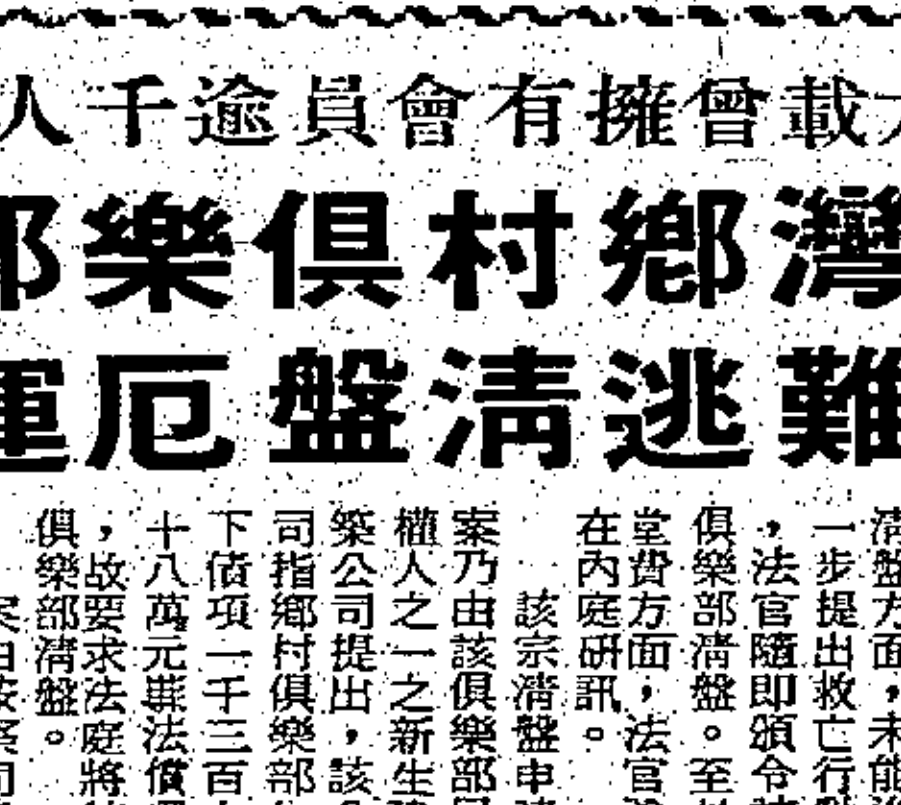 載曾擁有會員逾千人
灣鄉村俱樂部
難逃清盤厄運
清盤方面，未能
一步提出救亡行
，法官隨即頒令
俱樂部清盤。至
堂費方面，法官
在內庭研訊。
該宗清盤申
案乃由該俱樂部
權人之一之新生
築公司提出，該
司指鄉村俱樂部
下債項一千三百
十八萬元無法償
，故要求法庭將
俱樂部清盤。